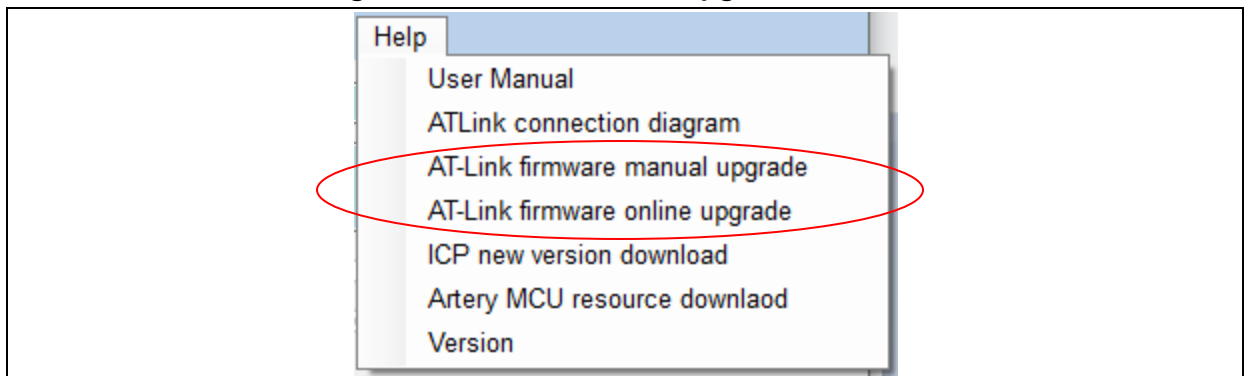 Help
User Manual
ATLink connection diagram
AT-Link firmware manual upgrade
AT-Link firmware online upgrade
ICP new version download
Artery MCU resource downlaod
Version